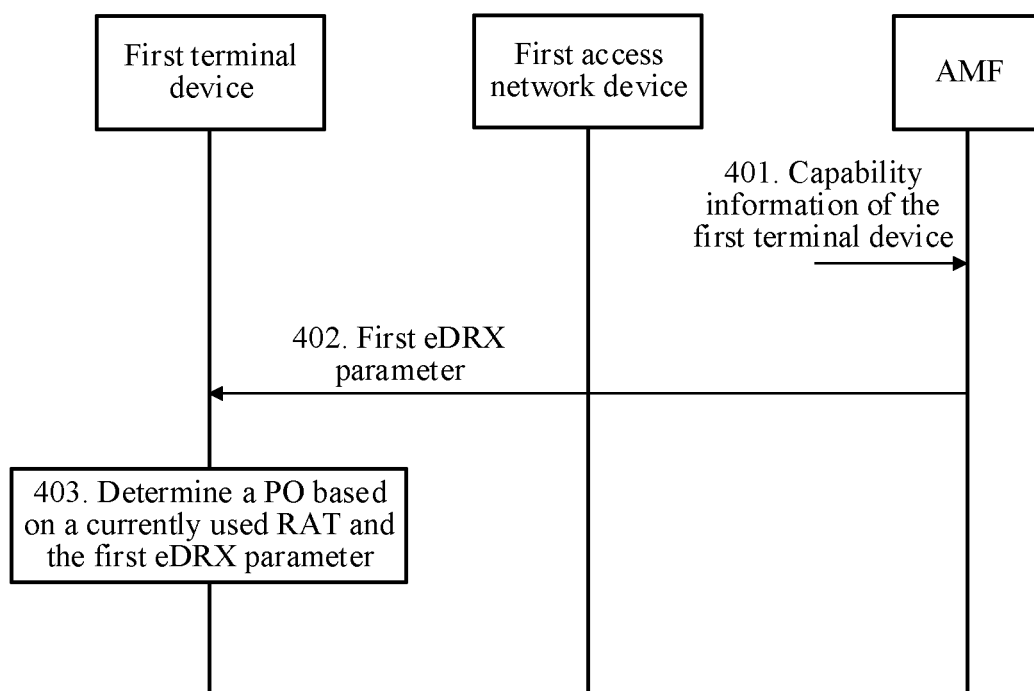 First terminal
device
First access
network device
AMF
401. Capability
information of the
first terminal device
402. First eDRX
parameter
403. Determine a PO based
on a currently used RAT and
the first eDRX parameter